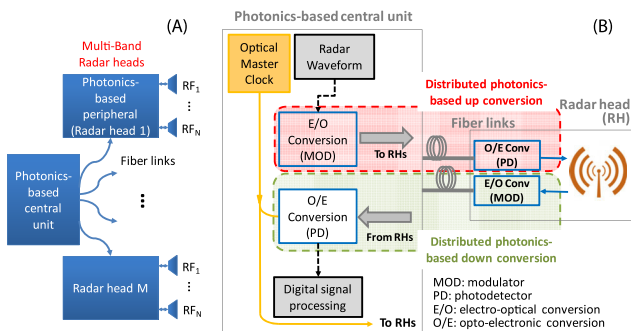 Photonics-based central unit
(A)
(B)
Multi-Band
Radar heads
Photonics-
based
peripheral
(Radar head 1)
RF1
⋮
RFN
Fiber links
Photonics-
based
central
unit
Radar head M
RF1
⋮
RFN
Optical
Master
Clock
Radar
Waveform
Distributed photonics-
based up conversion
Radar head
(RH)
E/O
Conversion
(MOD)
To RHs
Fiber links
O/E Conv
(PD)
E/O Conv
(MOD)
O/E
Conversion
(PD)
From RHs
Distributed photonics-
based down conversion
Digital signal
processing
To RHs
MOD: modulator
PD: photodetector
E/O: electro-optical conversion
O/E: opto-electronic conversion